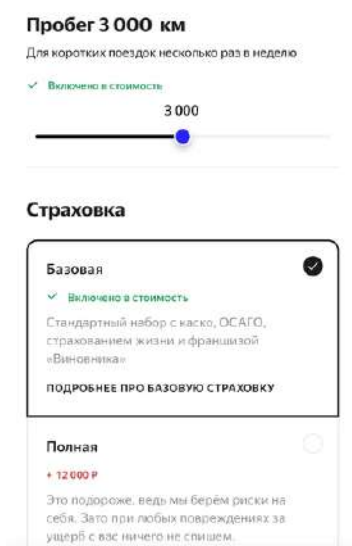 Пробег 3 000 км
Для коротких поездок несколько раз в неделю
Включено в стоимость
3 000
Страховка
Базовая
Включено в стоимость
Стандартный набор с каско, ОСАГО,
страхованием жизни и франшизой
«Виновника»
ПОДРОБНЕЕ ПРО БАЗОВУЮ СТРАХОВКУ
Полная
+ 12 000 ₽
Это подороже, ведь мы берём риски на
себя. Зато при любых повреждениях за
ущерб с вас ничего не спишем.